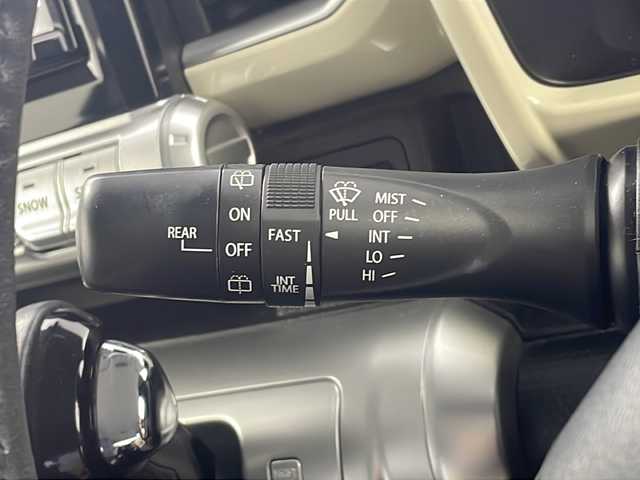 SNOW
REAR
ON
OFF
FAST
INT
TIME
PULL
MIST
OFF
INT
LO
HI